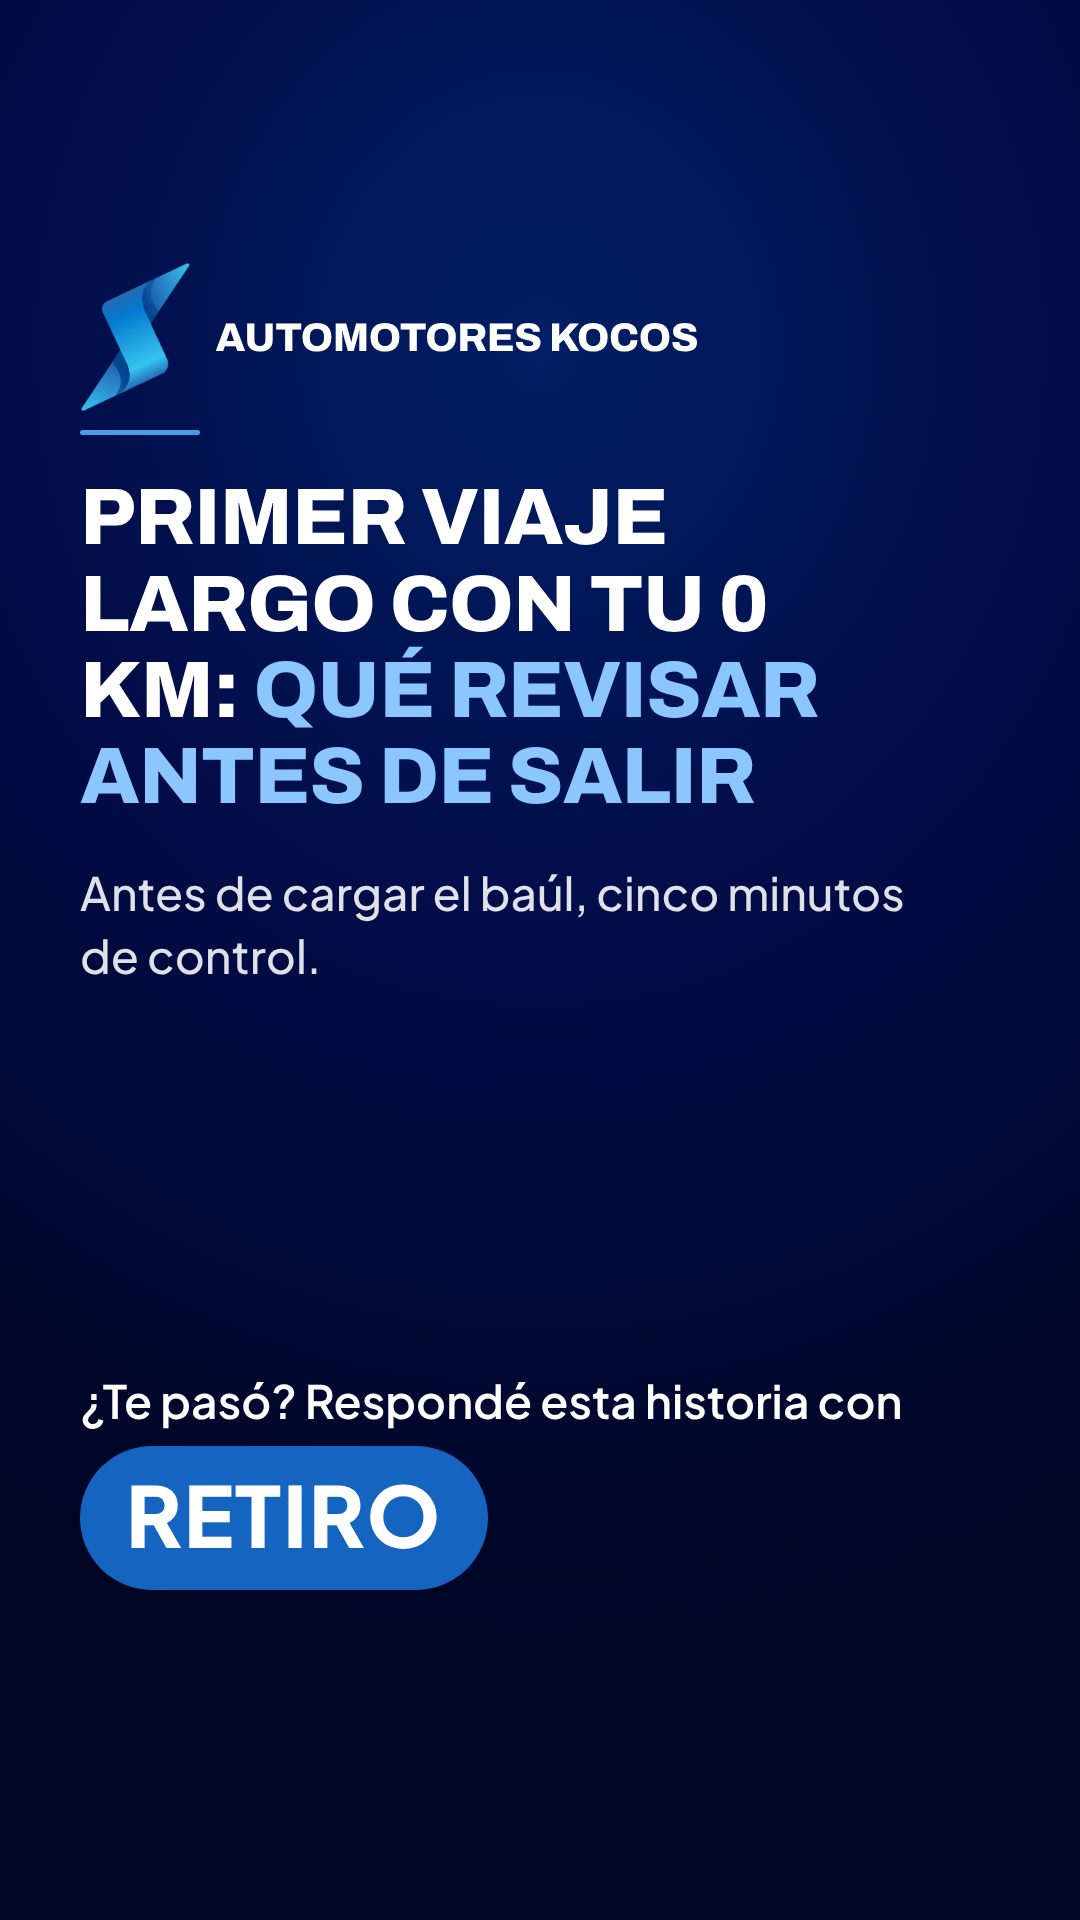 AUTOMOTORES KOCOS
PRIMER VIAJE
LARGO CON TU 0
KM: QUÉ REVISAR
ANTES DE SALIR
Antes de cargar el baúl, cinco minutos
de control.
¿Te pasó? Respondé esta historia con
RETIRO